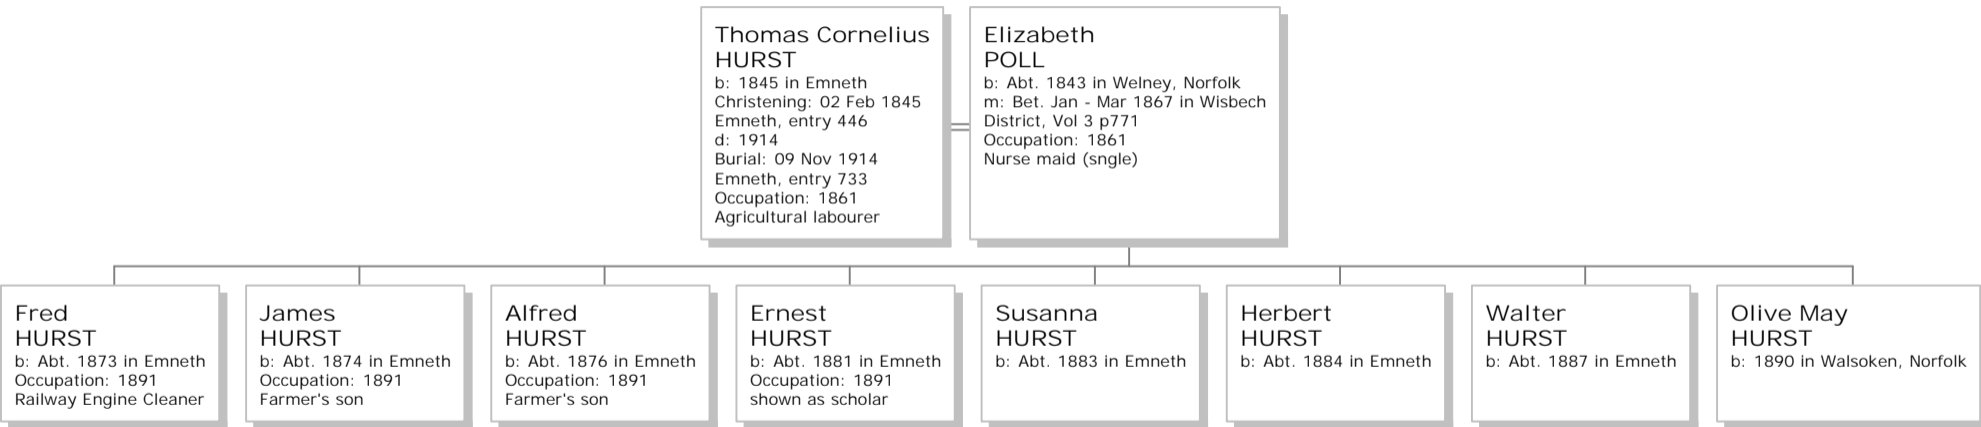 Thomas Cornelius
HURST
b: 1845 in Emneth
Christening: 02 Feb 1845
Emneth, entry 446
d: 1914
Burial: 09 Nov 1914
Emneth, entry 733
Occupation: 1861
Agricultural labourer
Elizabeth
POLL
b: Abt. 1843 in Welney, Norfolk
m: Bet. Jan - Mar 1867 in Wisbech
District, Vol 3 p771
Occupation: 1861
Nurse maid (sngle)
Fred
HURST
b: Abt. 1873 in Emneth
Occupation: 1891
Railway Engine Cleaner
James
HURST
b: Abt. 1874 in Emneth
Occupation: 1891
Farmer's son
Alfred
HURST
b: Abt. 1876 in Emneth
Occupation: 1891
Farmer's son
Ernest
HURST
b: Abt. 1881 in Emneth
Occupation: 1891
shown as scholar
Susanna
HURST
b: Abt. 1883 in Emneth
Herbert
HURST
b: Abt. 1884 in Emneth
Walter
HURST
b: Abt. 1887 in Emneth
Olive May
HURST
b: 1890 in Walsoken, Norfolk